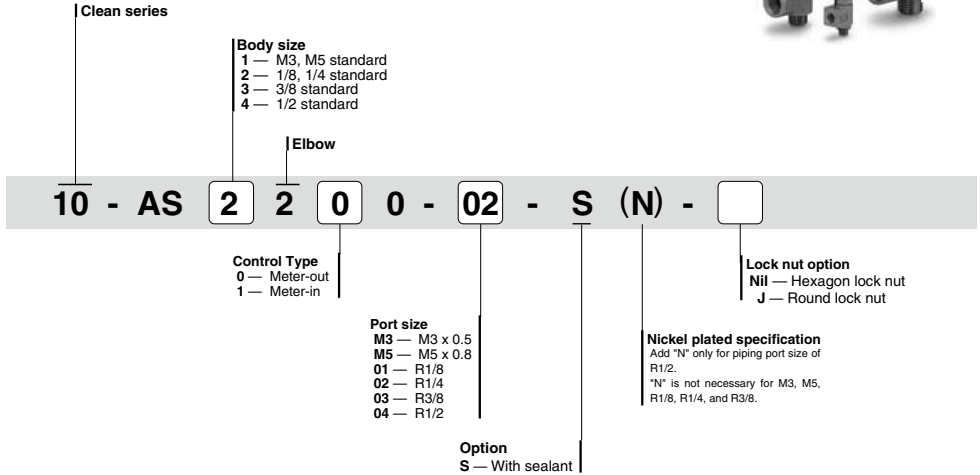 Clean series
Body size
1 — M3, M5 standard
2 — 1/8, 1/4 standard
3 — 3/8 standard
4 — 1/2 standard
Elbow
10 - AS 2 2 0 0 - 02 - S (N) -
Control Type
0 — Meter-out
1 — Meter-in
Lock nut option
Nil — Hexagon lock nut
J — Round lock nut
Port size
M3 — M3 x 0.5
M5 — M5 x 0.8
01 — R1/8
02 — R1/4
03 — R3/8
04 — R1/2
Nickel plated specification
Add "N" only for piping port size of
R1/2.
"N" is not necessary for M3, M5,
R1/8, R1/4, and R3/8.
Option
S — With sealant